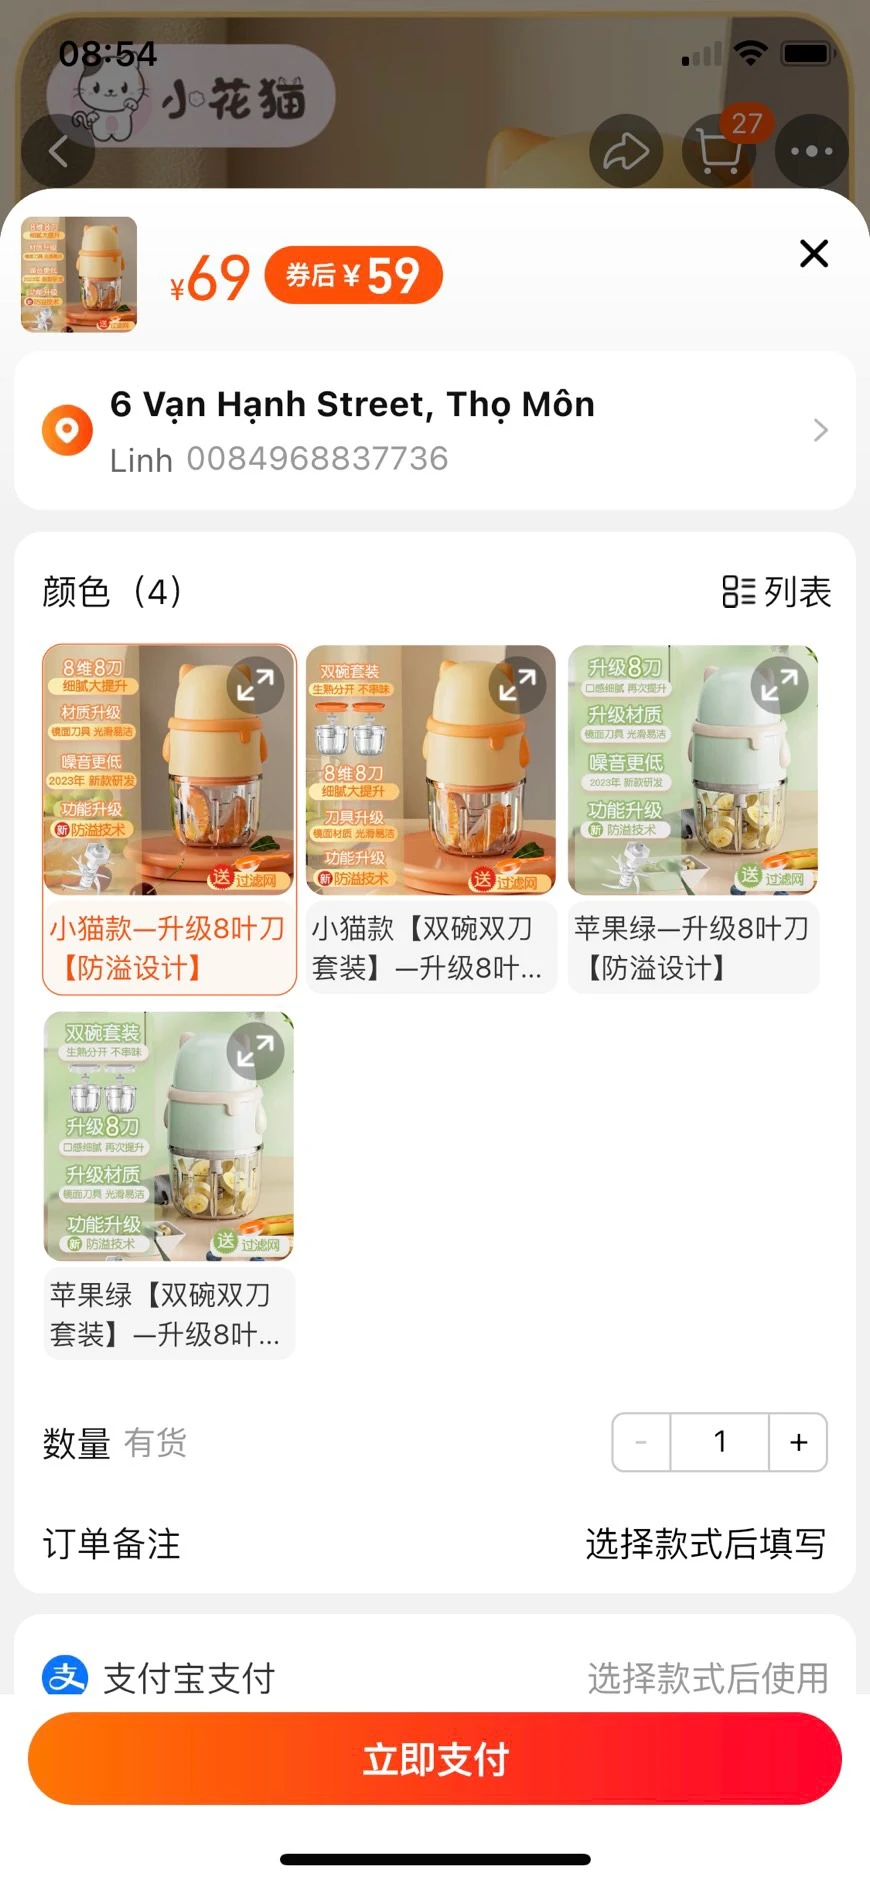 08:54
小花猫
27
¥69 券后¥59
6 Vạn Hạnh Street, Thọ Môn
Linh 0084968837736
颜色（4）
列表
8维8刀
细腻大提升
材质升级
镜面刀具 光滑易洁
噪音更低
2023年 新款研发
功能升级
新 防溢技术
送 过滤网
小猫款—升级8叶刀
【防溢设计】
双碗套装
生熟分开 不串味
8维8刀
细腻大提升
刀具升级
镜面材质 光滑易洁
功能升级
新 防溢技术
送 过滤网
小猫款【双碗双刀
套装】—升级8叶...
升级8刀
口感细腻 再次提升
升级材质
镜面刀具 光滑易洁
噪音更低
2023年 新款研发
功能升级
新 防溢技术
送 过滤网
苹果绿—升级8叶刀
【防溢设计】
双碗套装
生熟分开 不串味
升级8刀
口感细腻 再次提升
升级材质
镜面刀具 光滑易洁
功能升级
新 防溢技术
送 过滤网
苹果绿【双碗双刀
套装】—升级8叶...
数量 有货
- 1 +
订单备注
选择款式后填写
支 支付宝支付
选择款式后使用
立即支付